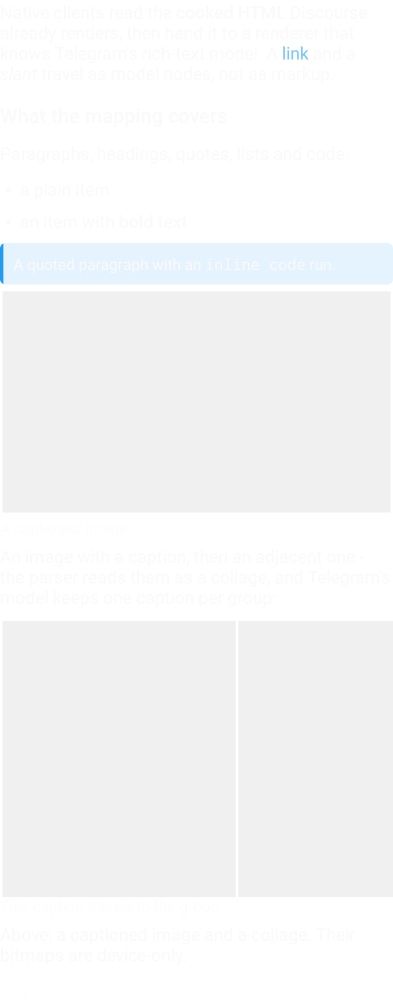 Native clients read the cooked HTML Discourse
already renders, then hand it to a renderer that
knows Telegram's rich-text model. A link and a
slant travel as model nodes, not as markup.
What the mapping covers
Paragraphs, headings, quotes, lists and code.
• a plain item
• an item with bold text
A quoted paragraph with an inline code run.
An image with a caption, then an adjacent one -
the parser reads them as a collage, and Telegram's
model keeps one caption per group.
Above: a captioned image and a collage. Their
bitmaps are device-only.